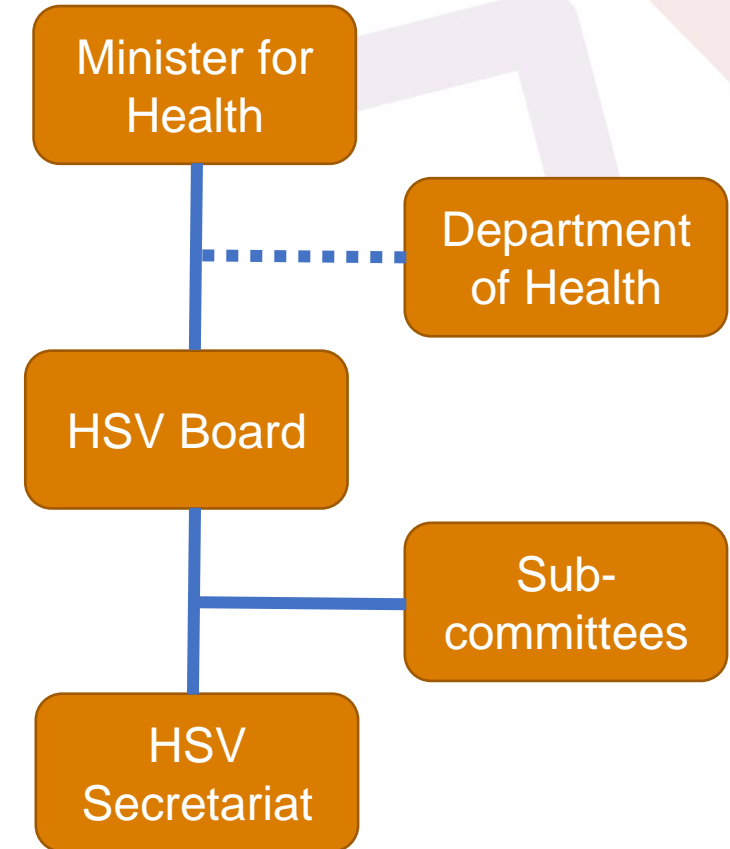 Minister for
Health
Department
of Health
HSV Board
Sub-
committees
HSV
Secretariat